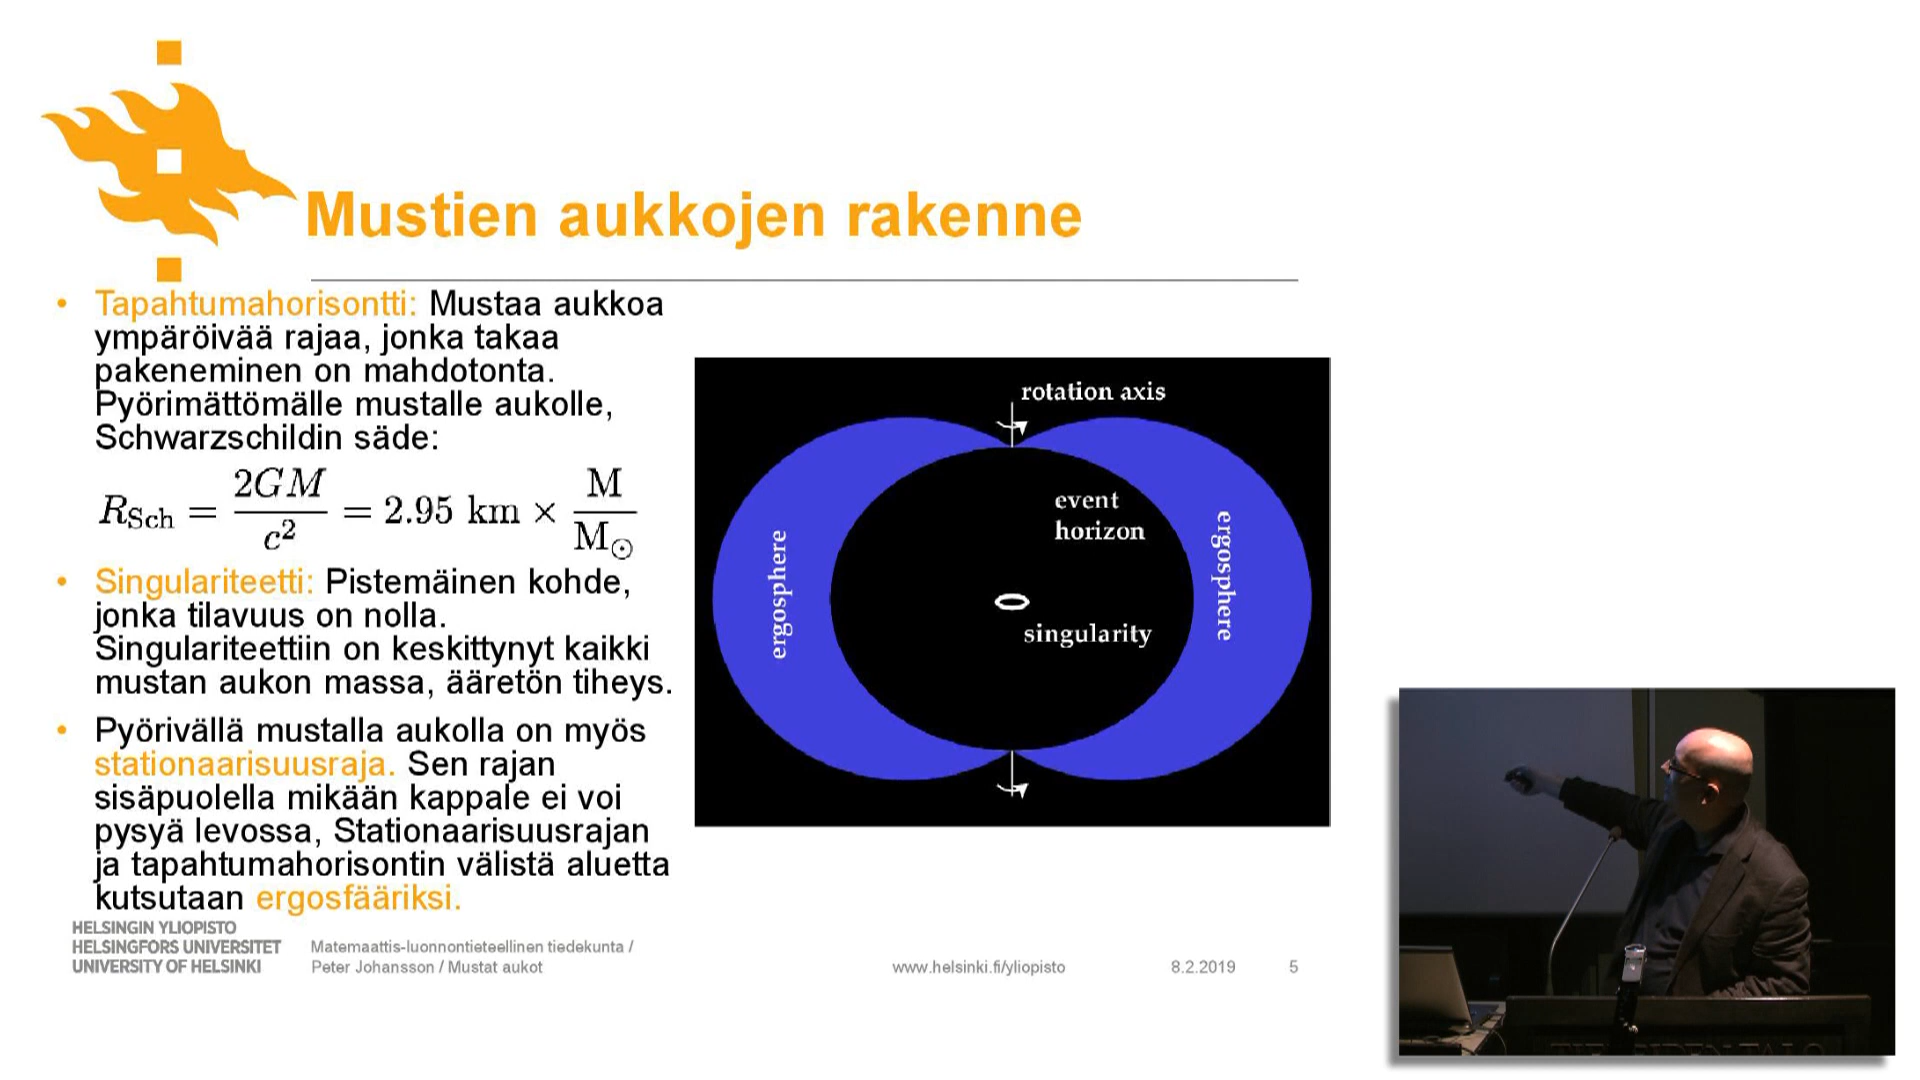 Mustien aukkojen rakenne
• Tapahtumahorisontti: Mustaa aukkoa
ympäröivää rajaa, jonka takaa
pakeneminen on mahdotonta.
Pyörimättömälle mustalle aukolle,
Schwarzschildin säde:
R_Sch = 2GM / c² = 2.95 km × M / M_⊙
• Singulariteetti: Pistemäinen kohde,
jonka tilavuus on nolla.
Singulariteettiin on keskittynyt kaikki
mustan aukon massa, ääretön tiheys.
• Pyörivällä mustalla aukolla on myös
stationaarisuusraja. Sen rajan
sisäpuolella mikään kappale ei voi
pysyä levossa, Stationaarisuusrajan
ja tapahtumahorisontin välistä aluetta
kutsutaan ergosfääriksi.
rotation axis
event
horizon
ergosphere
ergosphere
singularity
HELSINGIN YLIOPISTO
HELSINGFORS UNIVERSITET
UNIVERSITY OF HELSINKI
Matemaattis-luonnontieteellinen tiedekunta /
Peter Johansson / Mustat aukot
www.helsinki.fi/yliopisto
8.2.2019
5